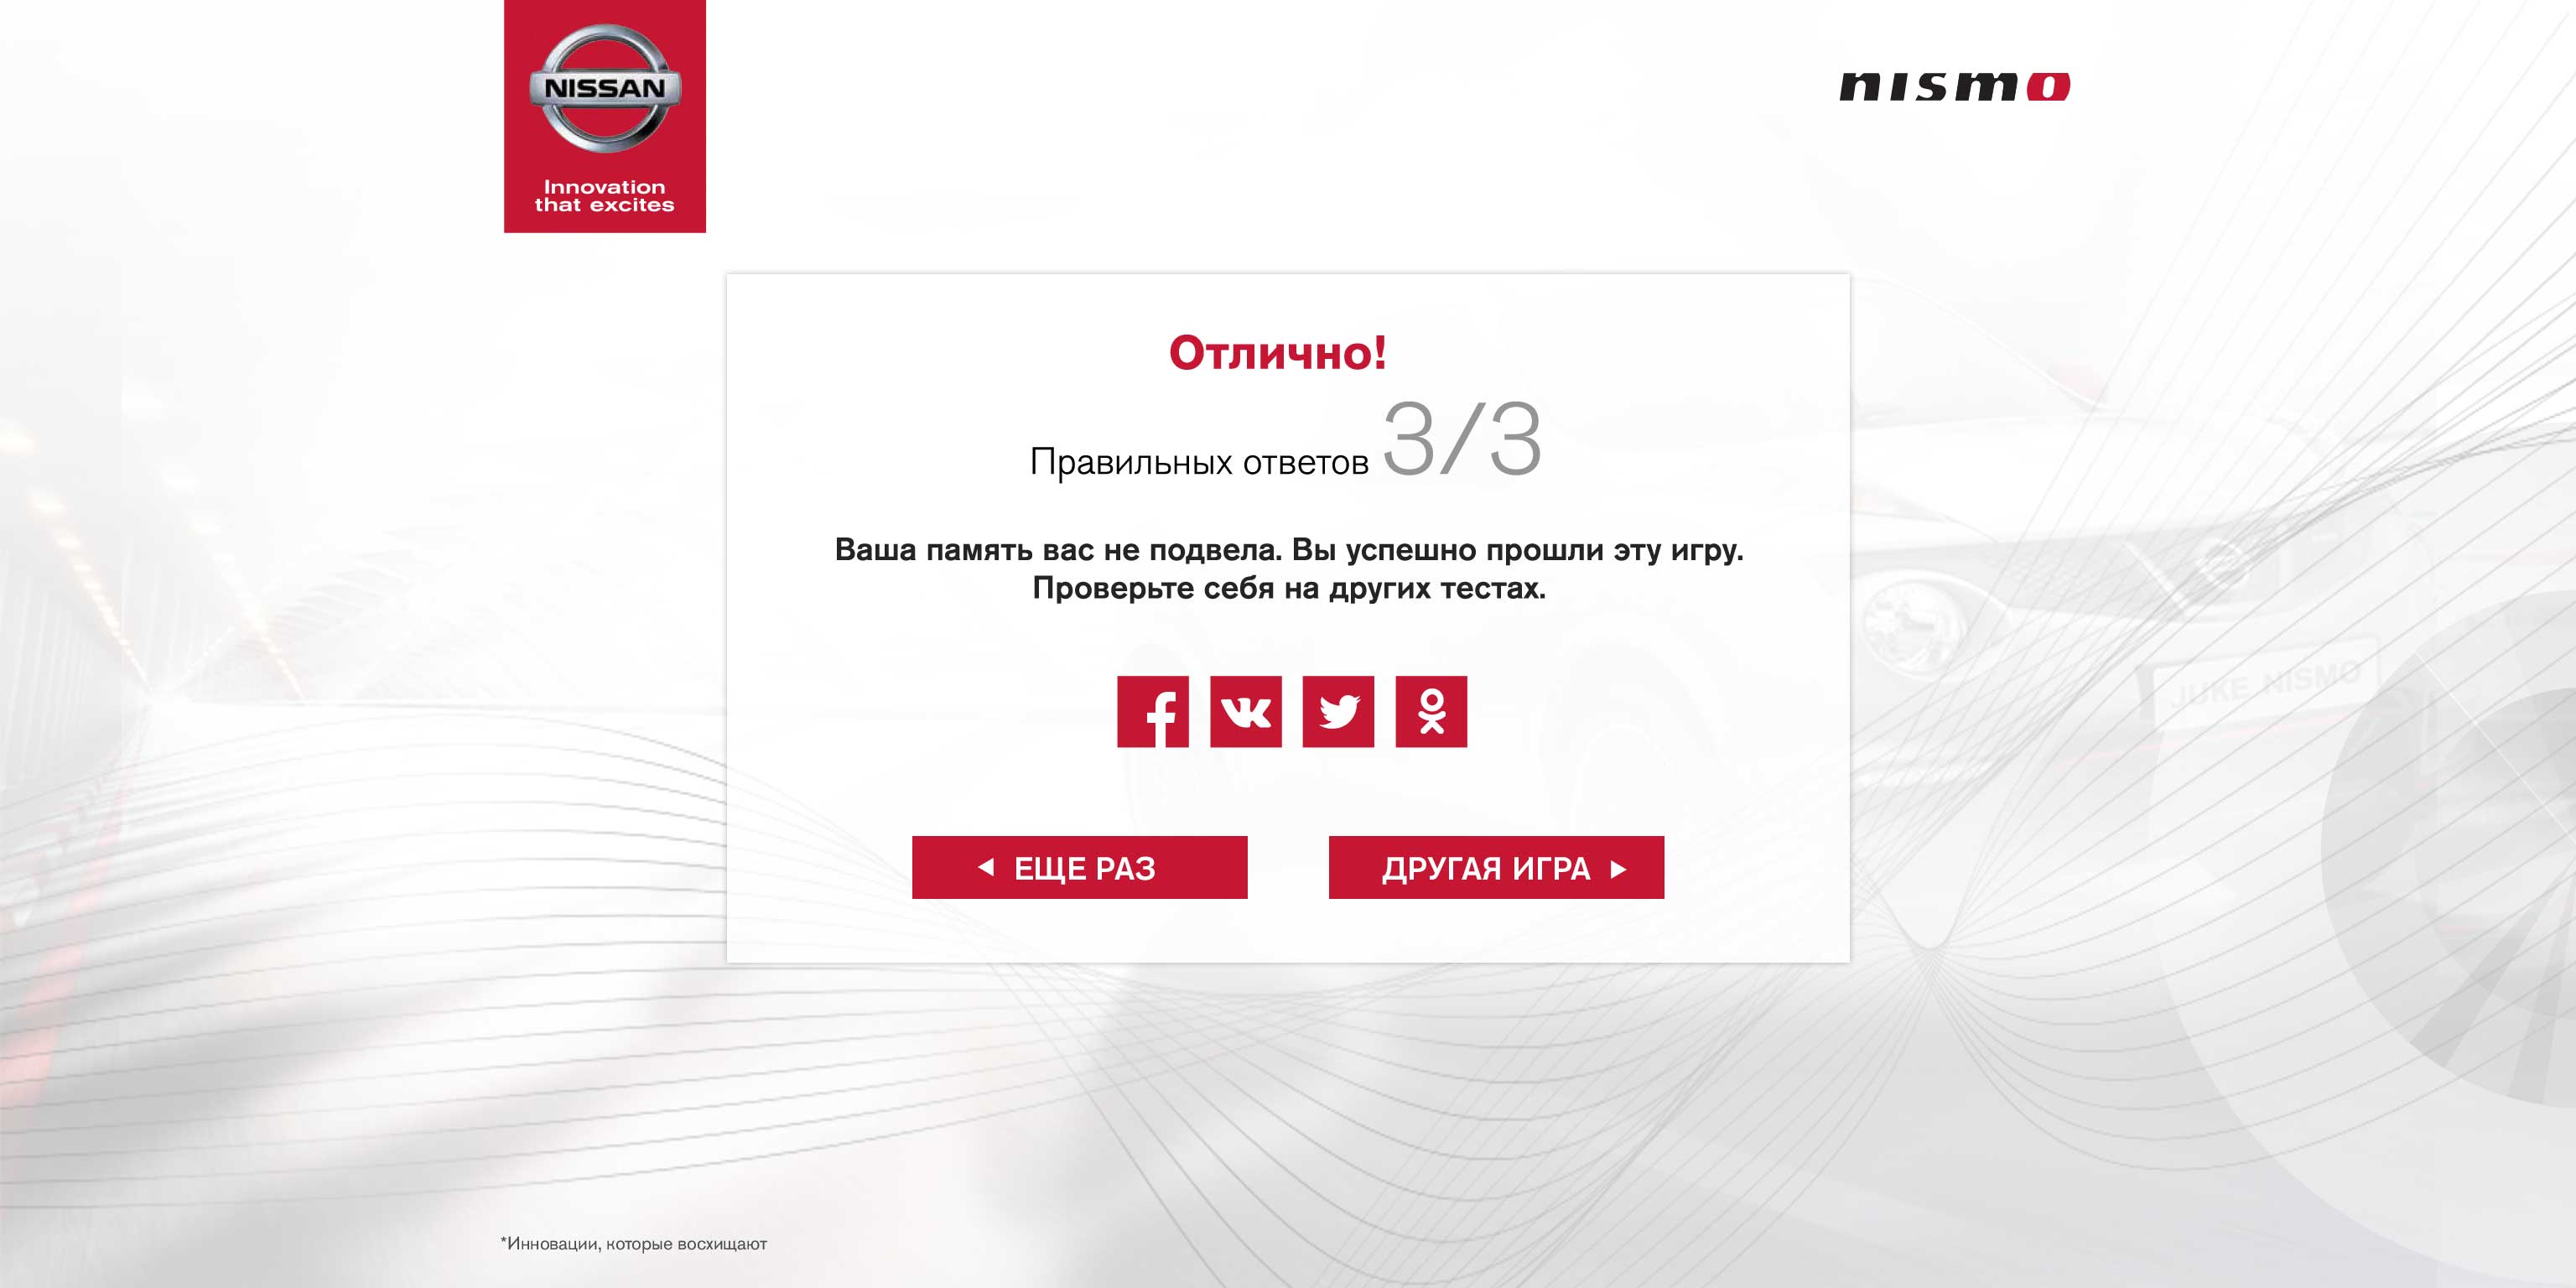 NISSAN
Innovation
that excites
nismo
Отлично!
Правильных ответов 3/3
Ваша память вас не подвела. Вы успешно прошли эту игру.
Проверьте себя на других тестах.
ЕЩЕ РАЗ
ДРУГАЯ ИГРА
JUKE NISMO
*Инновации, которые восхищают